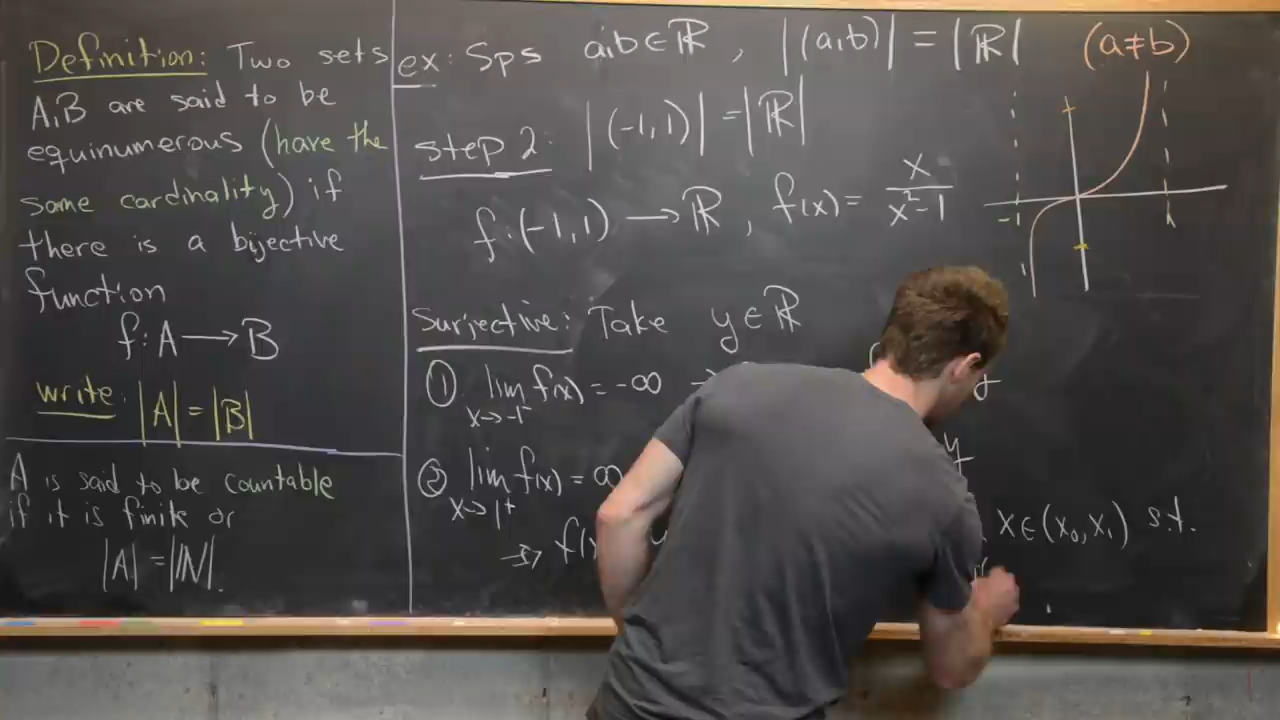 Definition: Two sets
A,B are said to be
equinumerous (have the
same cardinality) if
there is a bijective
function
f: A → B
write: |A| = |B|
A is said to be countable
if it is finite or
|A| = |ℕ|.
ex: Sps a,b ∈ ℝ, |(a,b)| = |ℝ| (a≠b)
step 2: |(-1,1)| = |ℝ|
f: (-1,1) → ℝ, f(x) = x/(x²-1)
-1
1
Surjective: Take y ∈ ℝ
① lim f(x) = -∞ →
x→-1⁻
② lim f(x) = ∞
x→1⁺
⇒ f(x
y
x ∈ (x₀, x₁) s.t.